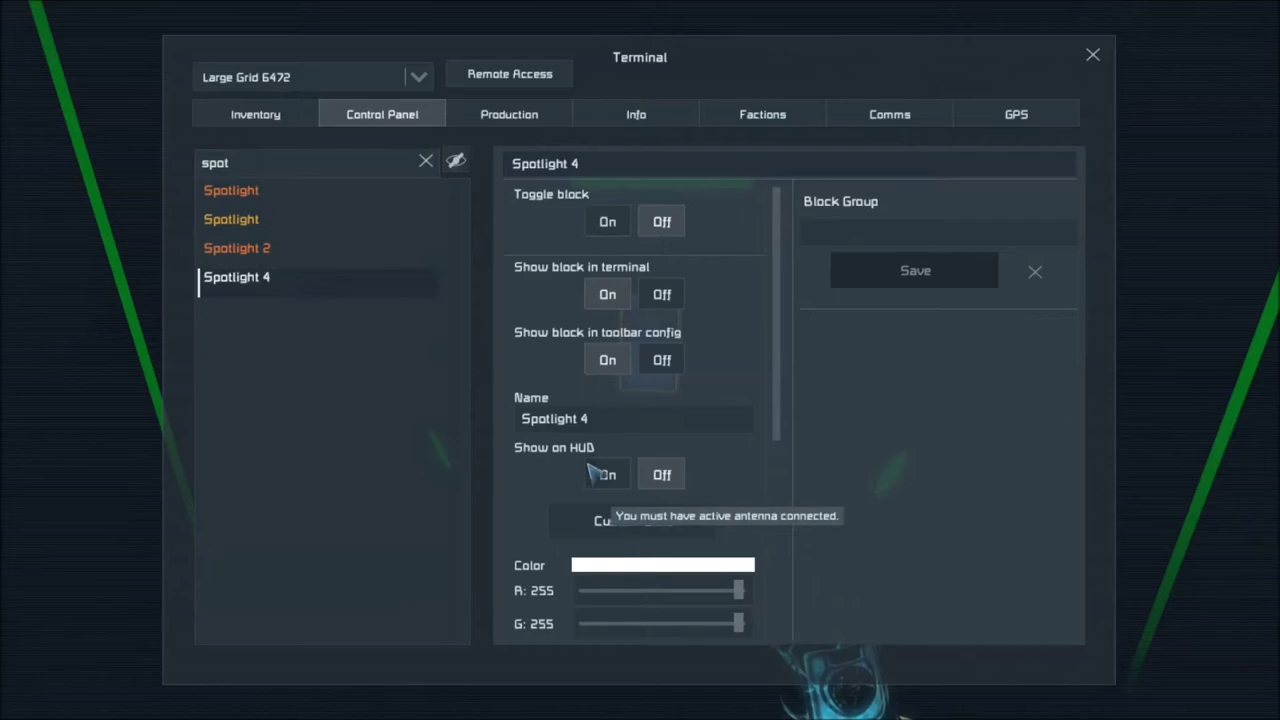 Terminal
Large Grid 6472
Remote Access
Inventory
Control Panel
Production
Info
Factions
Comms
GPS
spot
Spotlight
Spotlight
Spotlight 2
Spotlight 4
Spotlight 4
Toggle block
On Off
Show block in terminal
On Off
Show block in toolbar config
On Off
Name
Spotlight 4
Show on HUD
On Off
You must have active antenna connected.
Color
R: 255
G: 255
Block Group
Save